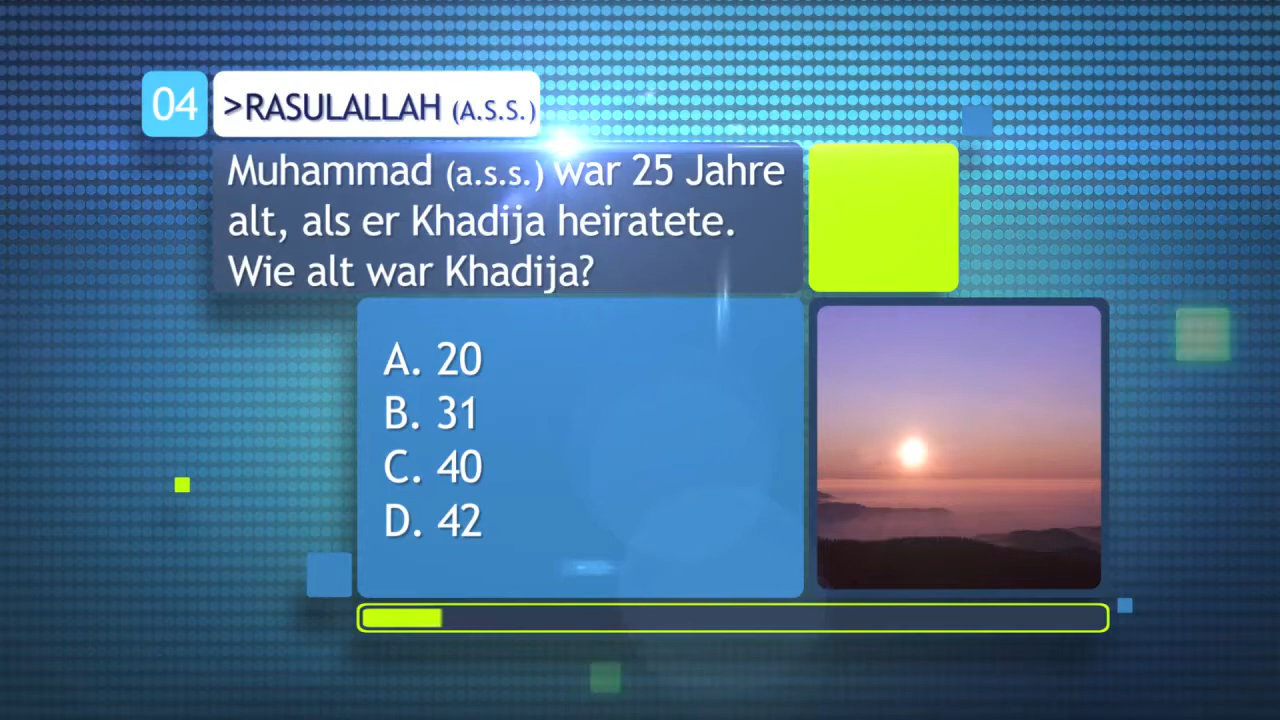 04 >RASULALLAH (A.S.S.)
Muhammad (a.s.s.) war 25 Jahre
alt, als er Khadija heiratete.
Wie alt war Khadija?
A. 20
B. 31
C. 40
D. 42